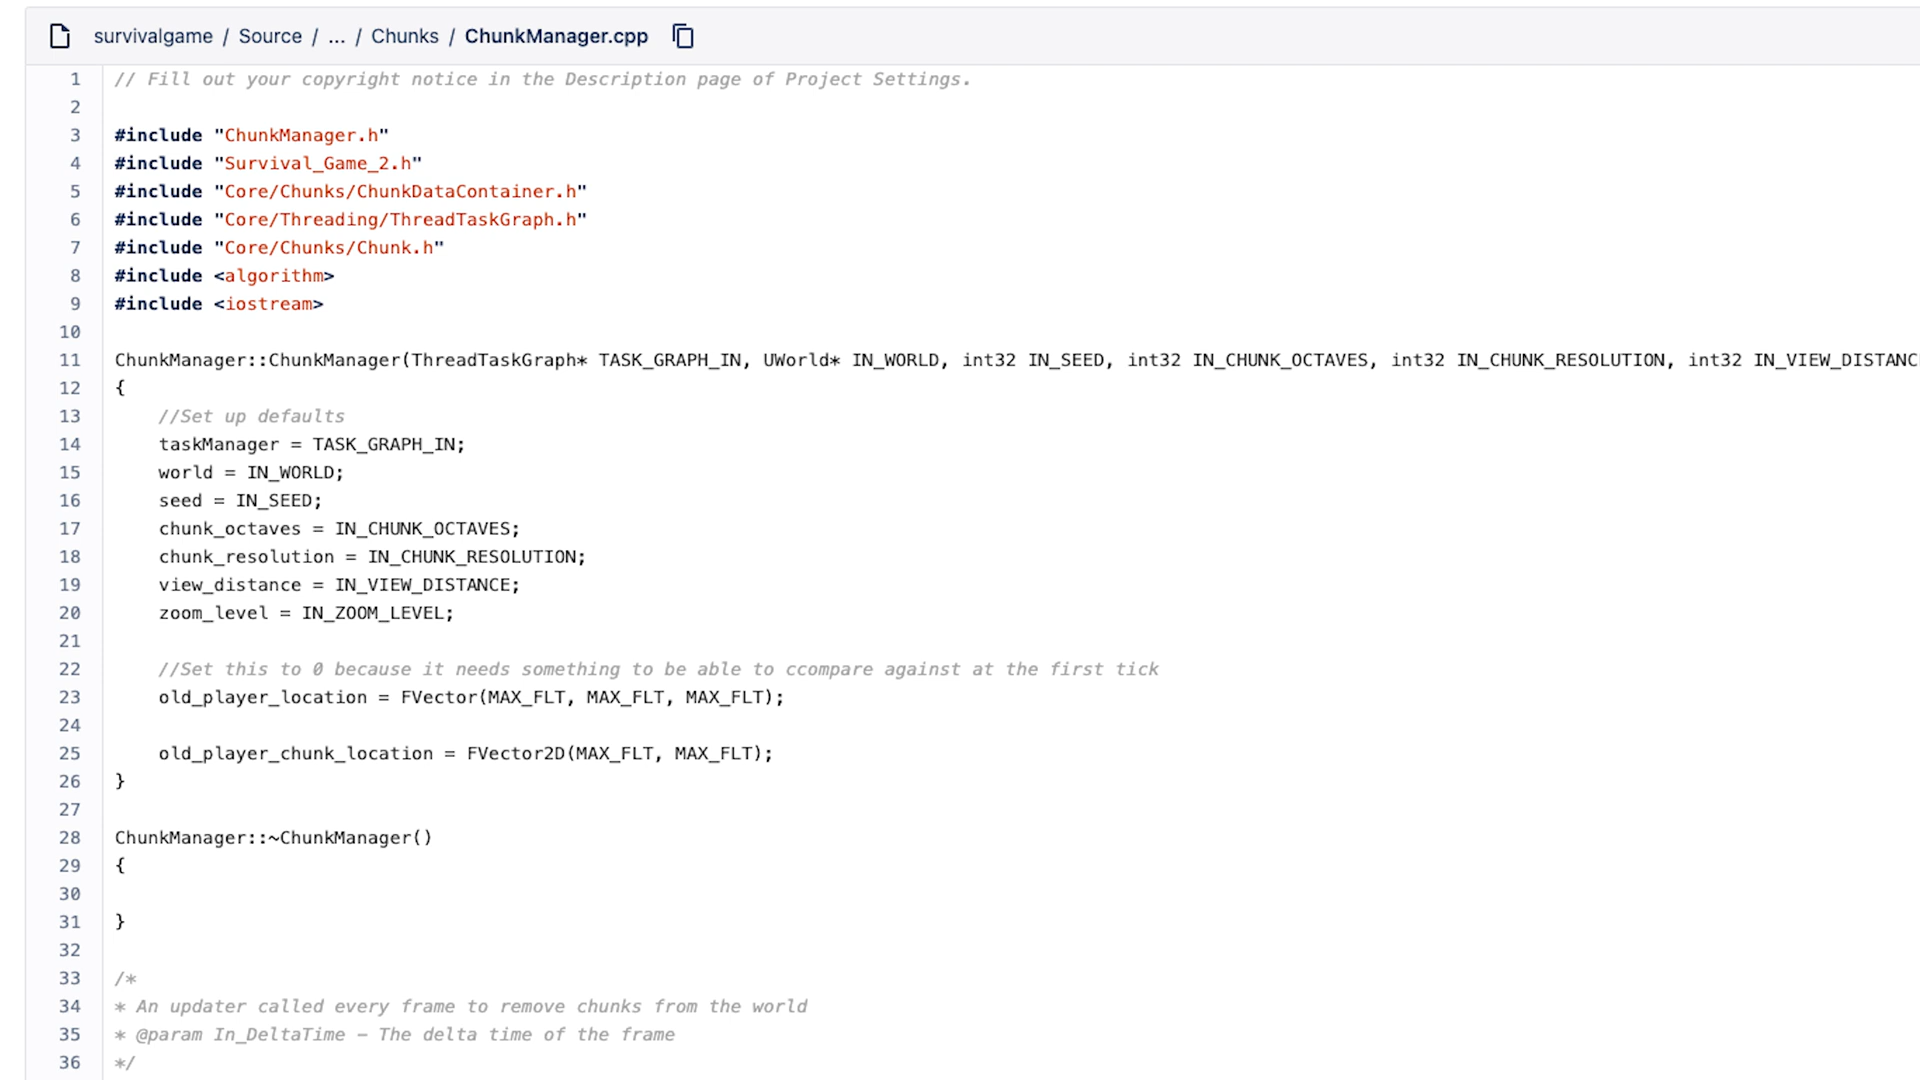 survivalgame / Source / ... / Chunks / ChunkManager.cpp
1 // Fill out your copyright notice in the Description page of Project Settings.
2
3 #include "ChunkManager.h"
4 #include "Survival_Game_2.h"
5 #include "Core/Chunks/ChunkDataContainer.h"
6 #include "Core/Threading/ThreadTaskGraph.h"
7 #include "Core/Chunks/Chunk.h"
8 #include <algorithm>
9 #include <iostream>
10
11 ChunkManager::ChunkManager(ThreadTaskGraph* TASK_GRAPH_IN, UWorld* IN_WORLD, int32 IN_SEED, int32 IN_CHUNK_OCTAVES, int32 IN_CHUNK_RESOLUTION, int32 IN_VIEW_DISTANC
12 {
13     //Set up defaults
14     taskManager = TASK_GRAPH_IN;
15     world = IN_WORLD;
16     seed = IN_SEED;
17     chunk_octaves = IN_CHUNK_OCTAVES;
18     chunk_resolution = IN_CHUNK_RESOLUTION;
19     view_distance = IN_VIEW_DISTANCE;
20     zoom_level = IN_ZOOM_LEVEL;
21
22     //Set this to 0 because it needs something to be able to ccompare against at the first tick
23     old_player_location = FVector(MAX_FLT, MAX_FLT, MAX_FLT);
24
25     old_player_chunk_location = FVector2D(MAX_FLT, MAX_FLT);
26 }
27
28 ChunkManager::~ChunkManager()
29 {
30
31 }
32
33 /*
34 * An updater called every frame to remove chunks from the world
35 * @param In_DeltaTime – The delta time of the frame
36 */